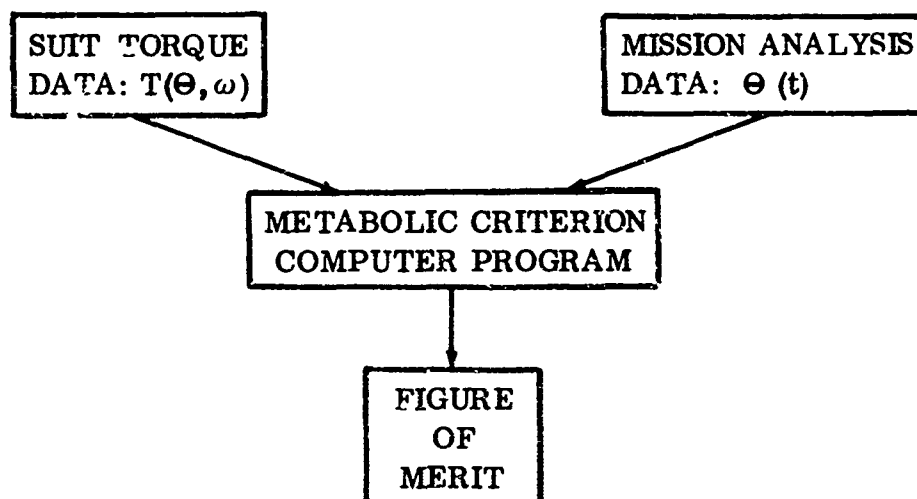 SUIT TORQUE
DATA: T(Θ, ω)
MISSION ANALYSIS
DATA: Θ (t)
METABOLIC CRITERION
COMPUTER PROGRAM
FIGURE
OF
MERIT